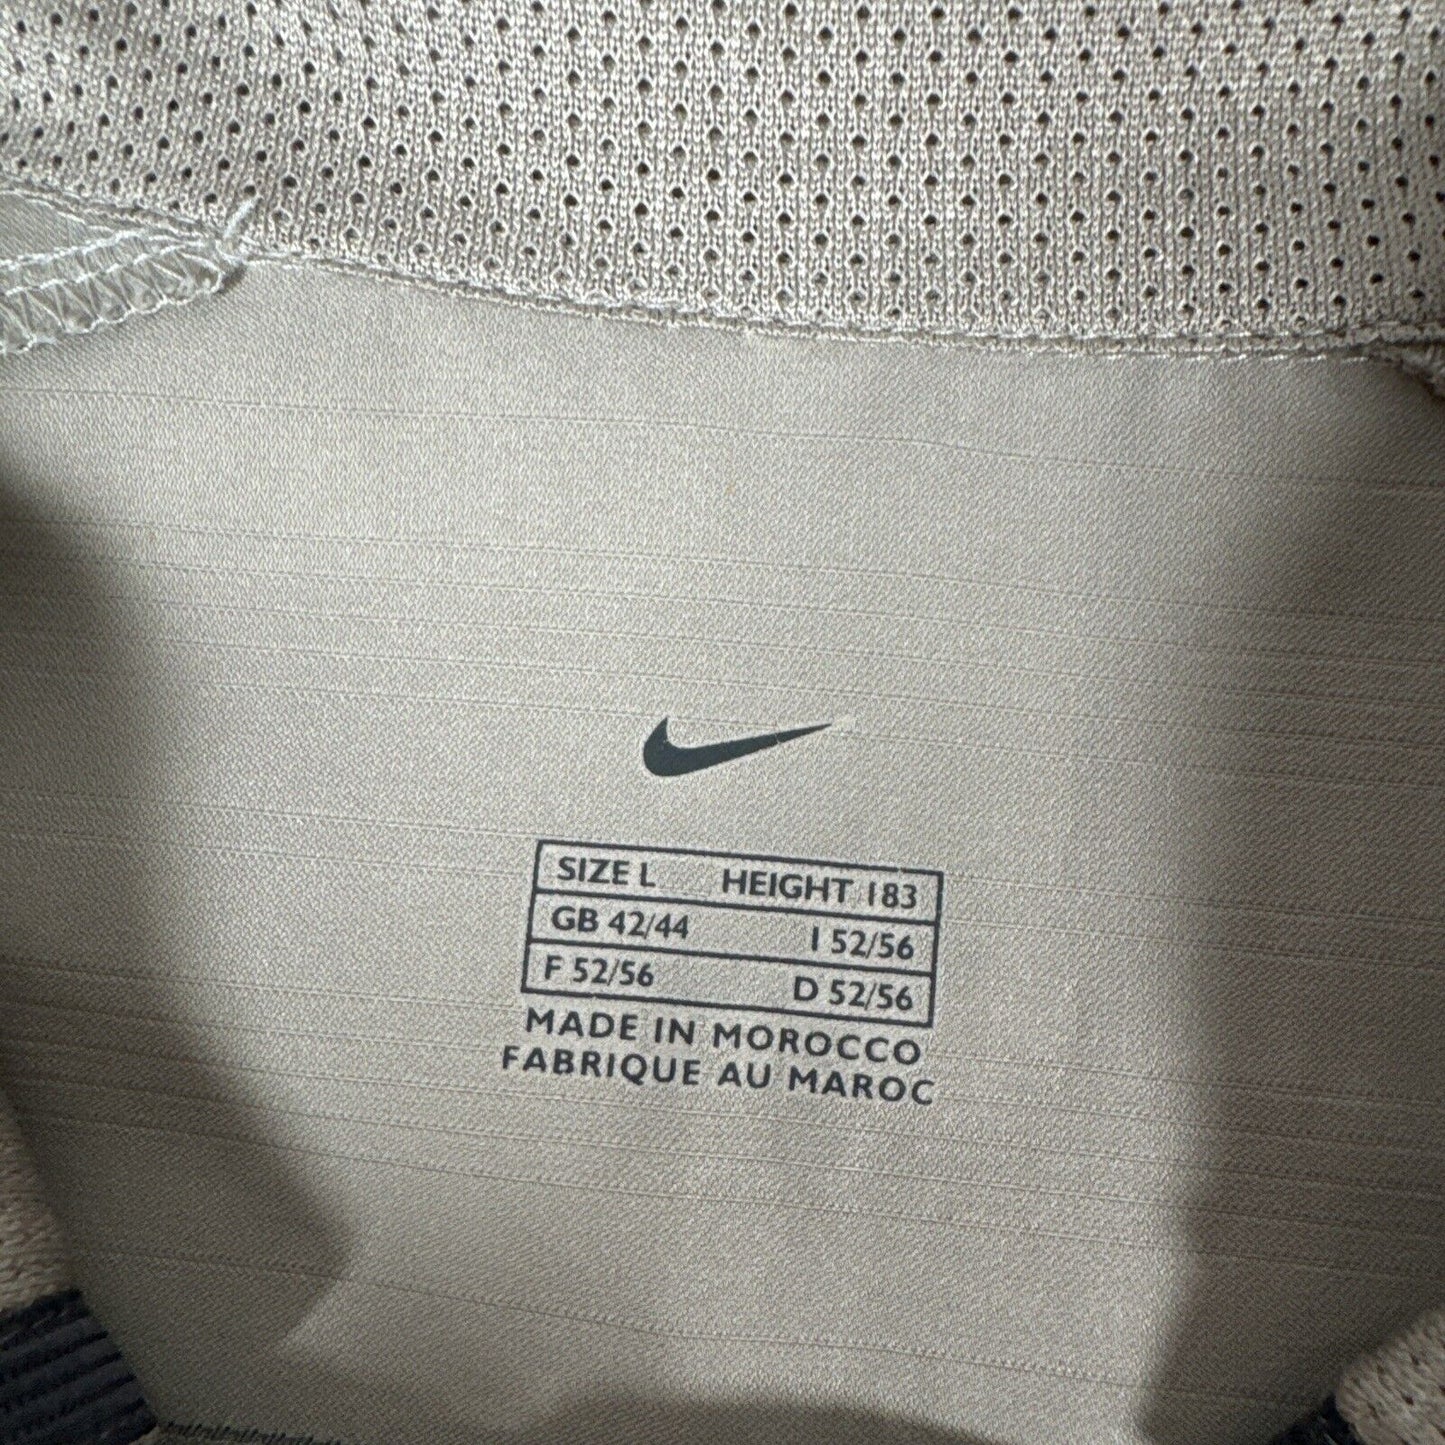 SIZE L HEIGHT 183
GB 42/44 I 52/56
F 52/56 D 52/56
MADE IN MOROCCO
FABRIQUE AU MAROC